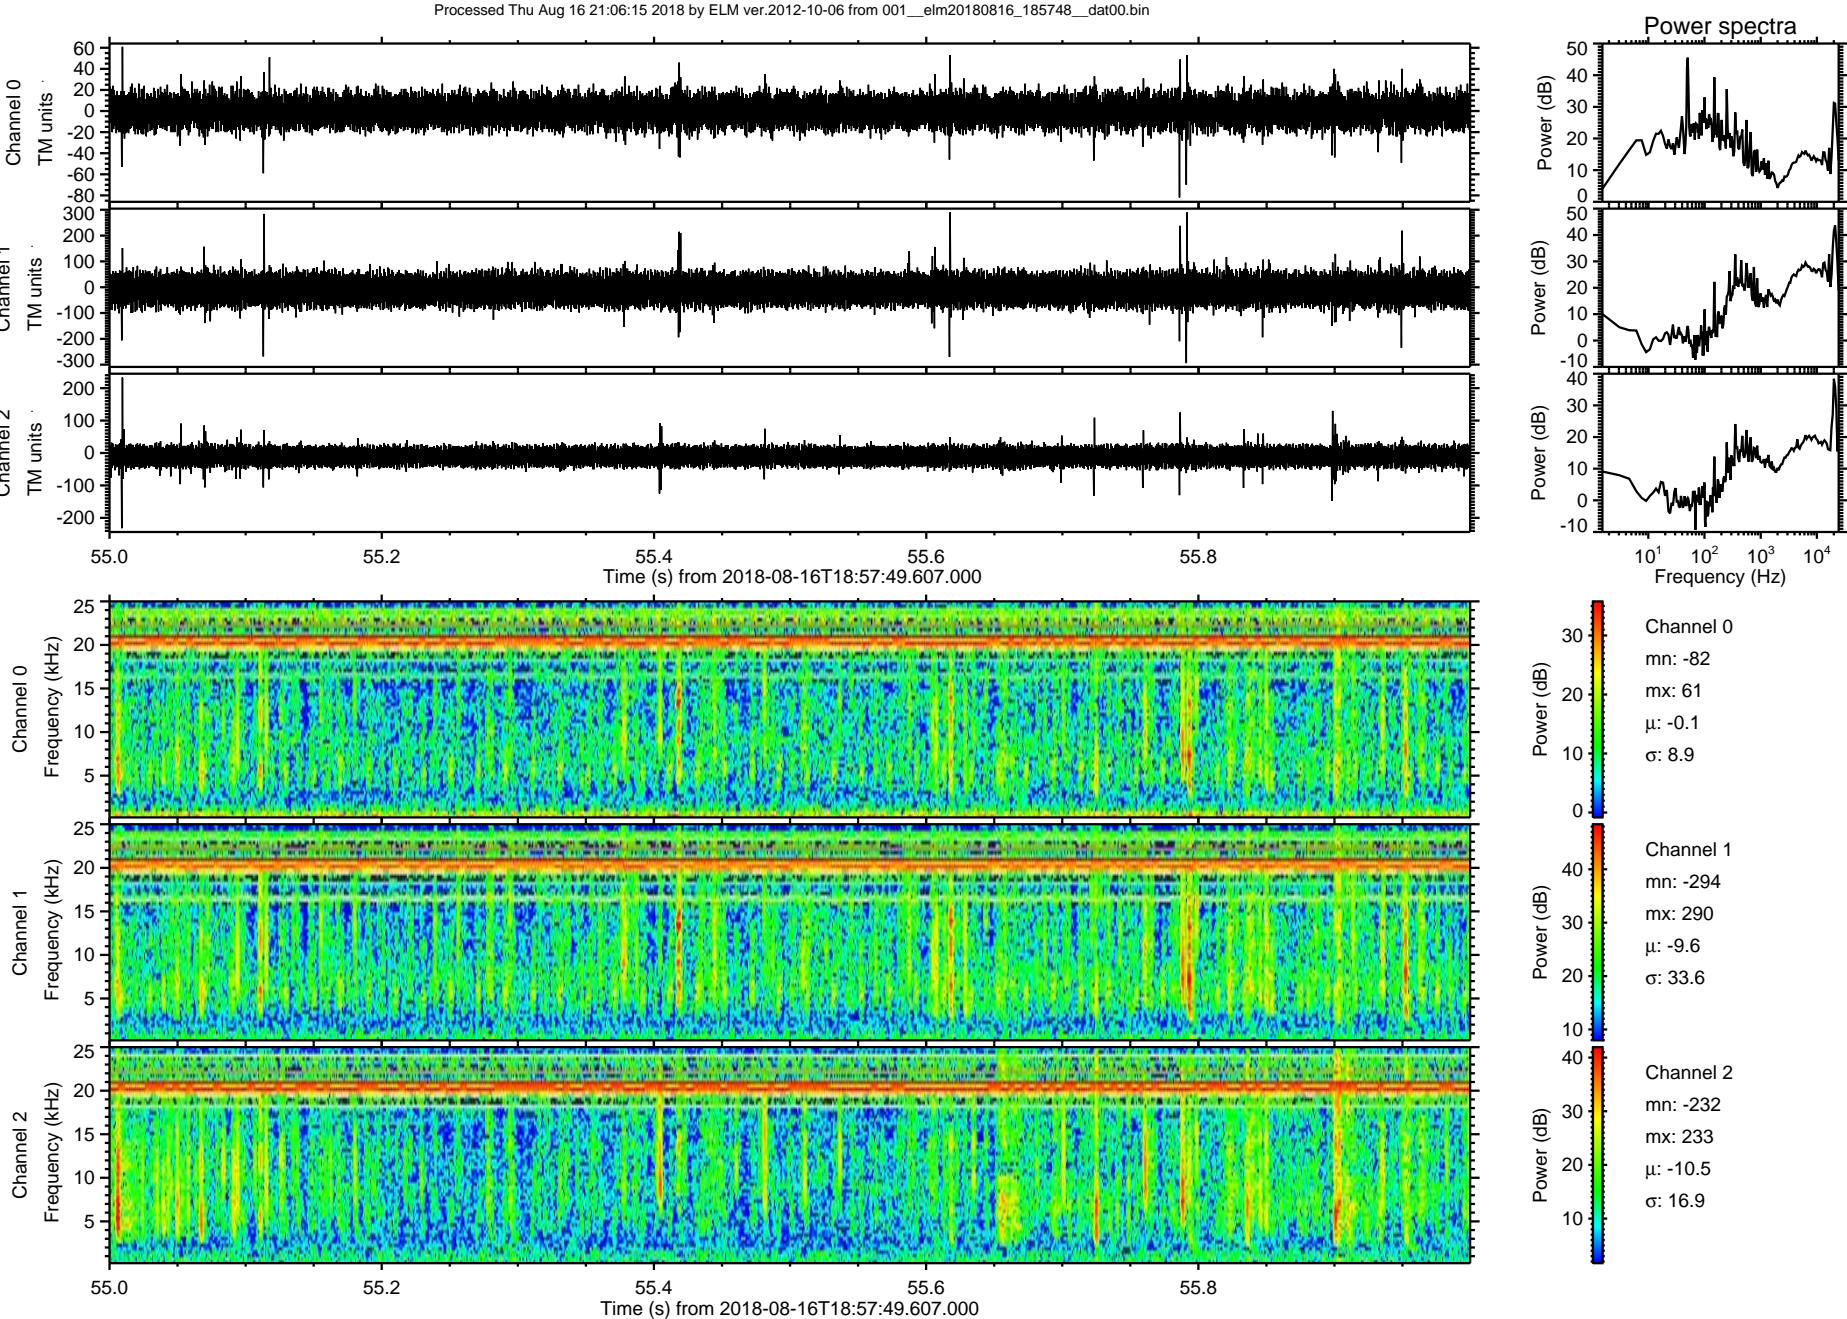 Processed Thu Aug 16 21:06:15 2018 by ELM ver.2012-10-06 from 001__elm20180816_185748__dat00.bin
Power spectra
Channel 0
TM units
60
40
20
0
-20
-40
-60
-80
Power (dB)
50
40
30
20
10
0
Channel 1
TM units
300
200
100
0
-100
-200
-300
Power (dB)
50
40
30
20
10
0
-10
Channel 2
TM units
200
100
0
-100
-200
Power (dB)
40
30
20
10
0
-10
55.0 55.2 55.4 55.6 55.8
Time (s) from 2018-08-16T18:57:49.607.000
10¹ 10² 10³ 10⁴
Frequency (Hz)
Channel 0
Frequency (kHz)
25
20
15
10
5
Power (dB)
30
20
10
0
Channel 0
mn: -82
mx: 61
μ: -0.1
σ: 8.9
Channel 1
Frequency (kHz)
25
20
15
10
5
Power (dB)
40
30
20
10
Channel 1
mn: -294
mx: 290
μ: -9.6
σ: 33.6
Channel 2
Frequency (kHz)
25
20
15
10
5
Power (dB)
40
30
20
10
Channel 2
mn: -232
mx: 233
μ: -10.5
σ: 16.9
55.0 55.2 55.4 55.6 55.8
Time (s) from 2018-08-16T18:57:49.607.000